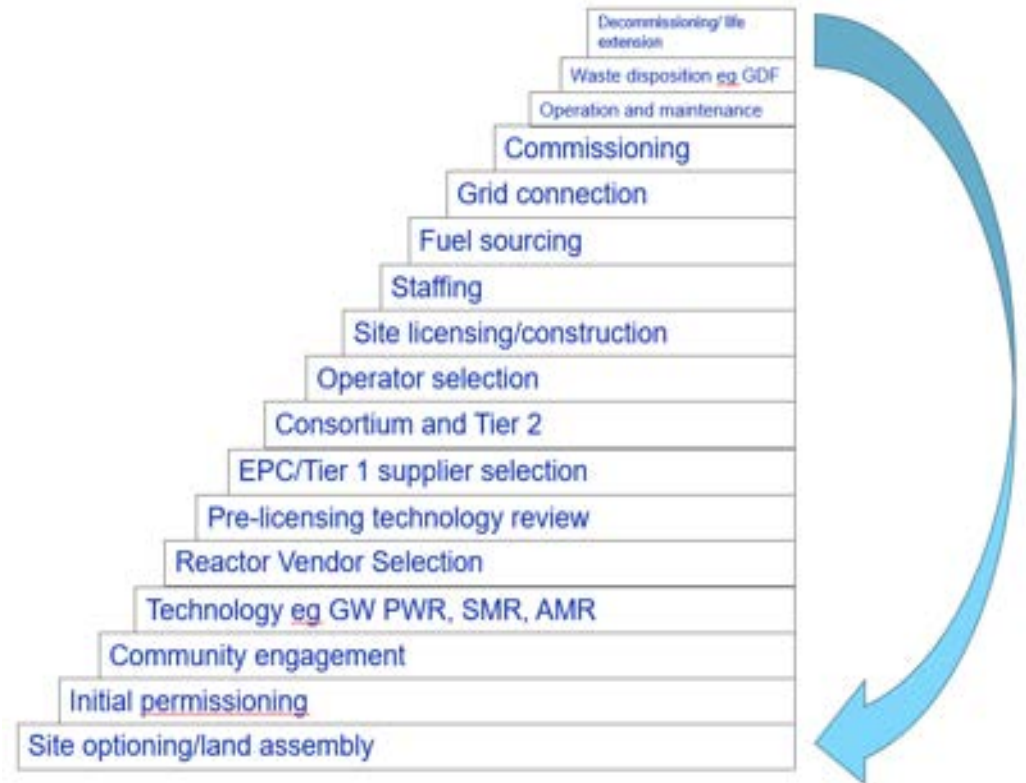 Decommissioning/ life
extension
Waste disposition eg GDF
Operation and maintenance
Commissioning
Grid connection
Fuel sourcing
Staffing
Site licensing/construction
Operator selection
Consortium and Tier 2
EPC/Tier 1 supplier selection
Pre-licensing technology review
Reactor Vendor Selection
Technology eg GW PWR, SMR, AMR
Community engagement
Initial permissioning
Site optioning/land assembly